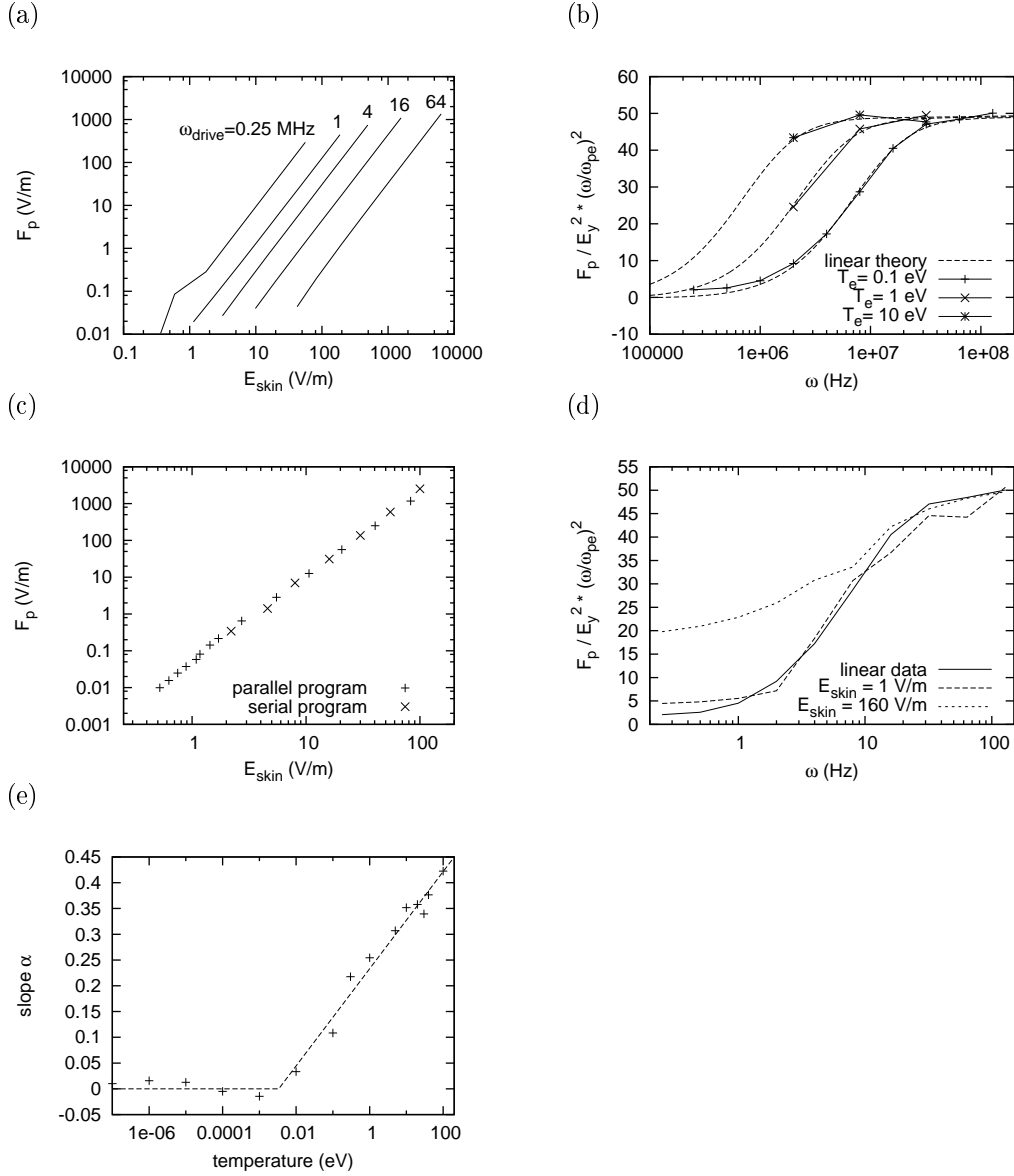 (a)
10000
1000
100
10
1
0.1
0.01
F_p (V/m)
ω_drive=0.25 MHz
1
4
16
64
0.1
1
10
100
1000
10000
E_skin (V/m)
(b)
60
50
40
30
20
10
0
-10
F_p / E_y^2 * (ω/ω_pe)^2
linear theory
T_e= 0.1 eV
T_e= 1 eV
T_e= 10 eV
100000
1e+06
1e+07
1e+08
ω (Hz)
(c)
10000
1000
100
10
1
0.1
0.01
0.001
F_p (V/m)
parallel program
serial program
1
10
100
E_skin (V/m)
(d)
55
50
45
40
35
30
25
20
15
10
5
0
F_p / E_y^2 * (ω/ω_pe)^2
linear data
E_skin = 1 V/m
E_skin = 160 V/m
1
10
100
ω (Hz)
(e)
0.45
0.4
0.35
0.3
0.25
0.2
0.15
0.1
0.05
0
-0.05
slope α
1e-06
0.0001
0.01
1
100
temperature (eV)